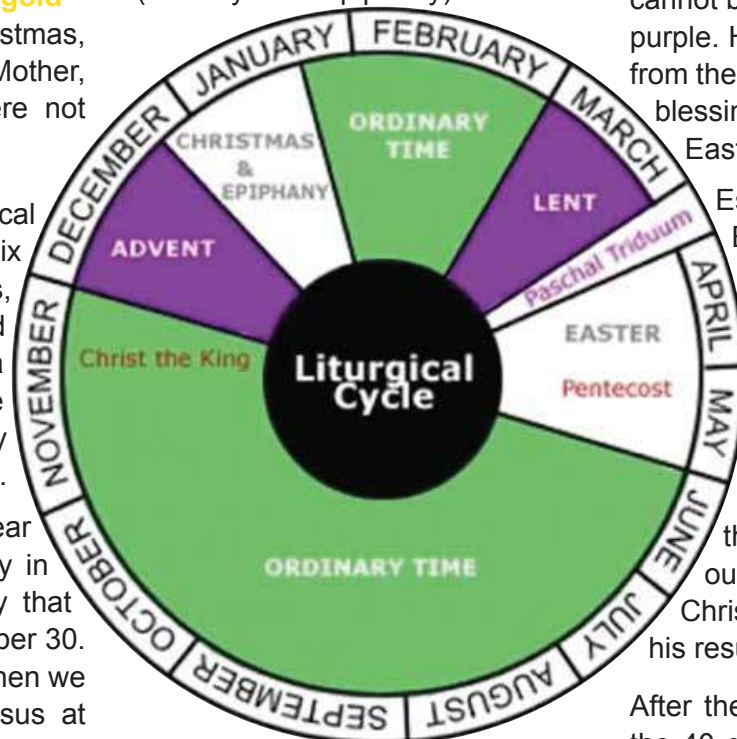 gold
stmas,
Mother,
ere not
ical
ix
s,
d
e
y
ear
y in
y that
ber 30.
hen we
sus at
JANUARY
FEBRUARY
MARCH
APRIL
MAY
JUNE
JULY
AUGUST
SEPTEMBER
OCTOBER
NOVEMBER
DECEMBER
CHRISTMAS
&
EPIPHANY
ORDINARY
TIME
LENT
Paschal Triduum
EASTER
Pentecost
ORDINARY TIME
Christ the King
ADVENT
Liturgical
Cycle
cannot b
purple. H
from the
blessin
East
Es
E
th
ou
Chris
his resu
After the